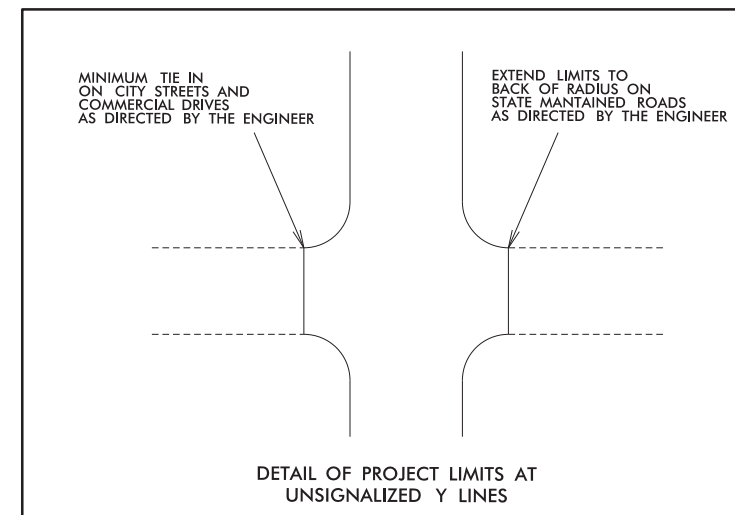 MINIMUM TIE IN
ON CITY STREETS AND
COMMERCIAL DRIVES
AS DIRECTED BY THE ENGINEER
EXTEND LIMITS TO
BACK OF RADIUS ON
STATE MANTAINED ROADS
AS DIRECTED BY THE ENGINEER
DETAIL OF PROJECT LIMITS AT
UNSIGNALIZED Y LINES